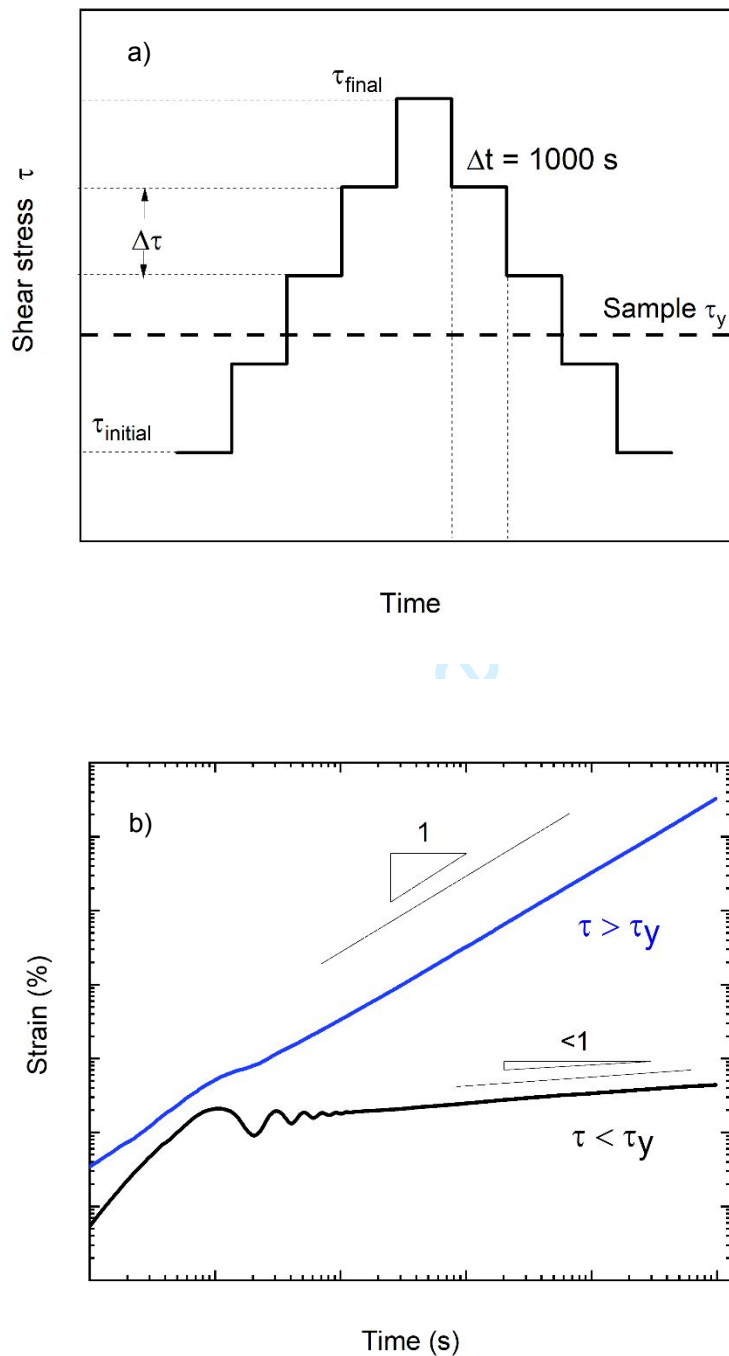 a)
τfinal
Δt = 1000 s
Δτ
Sample τy
τinitial
Shear stress τ
Time
b)
1
τ > τy
<1
τ < τy
Strain (%)
Time (s)